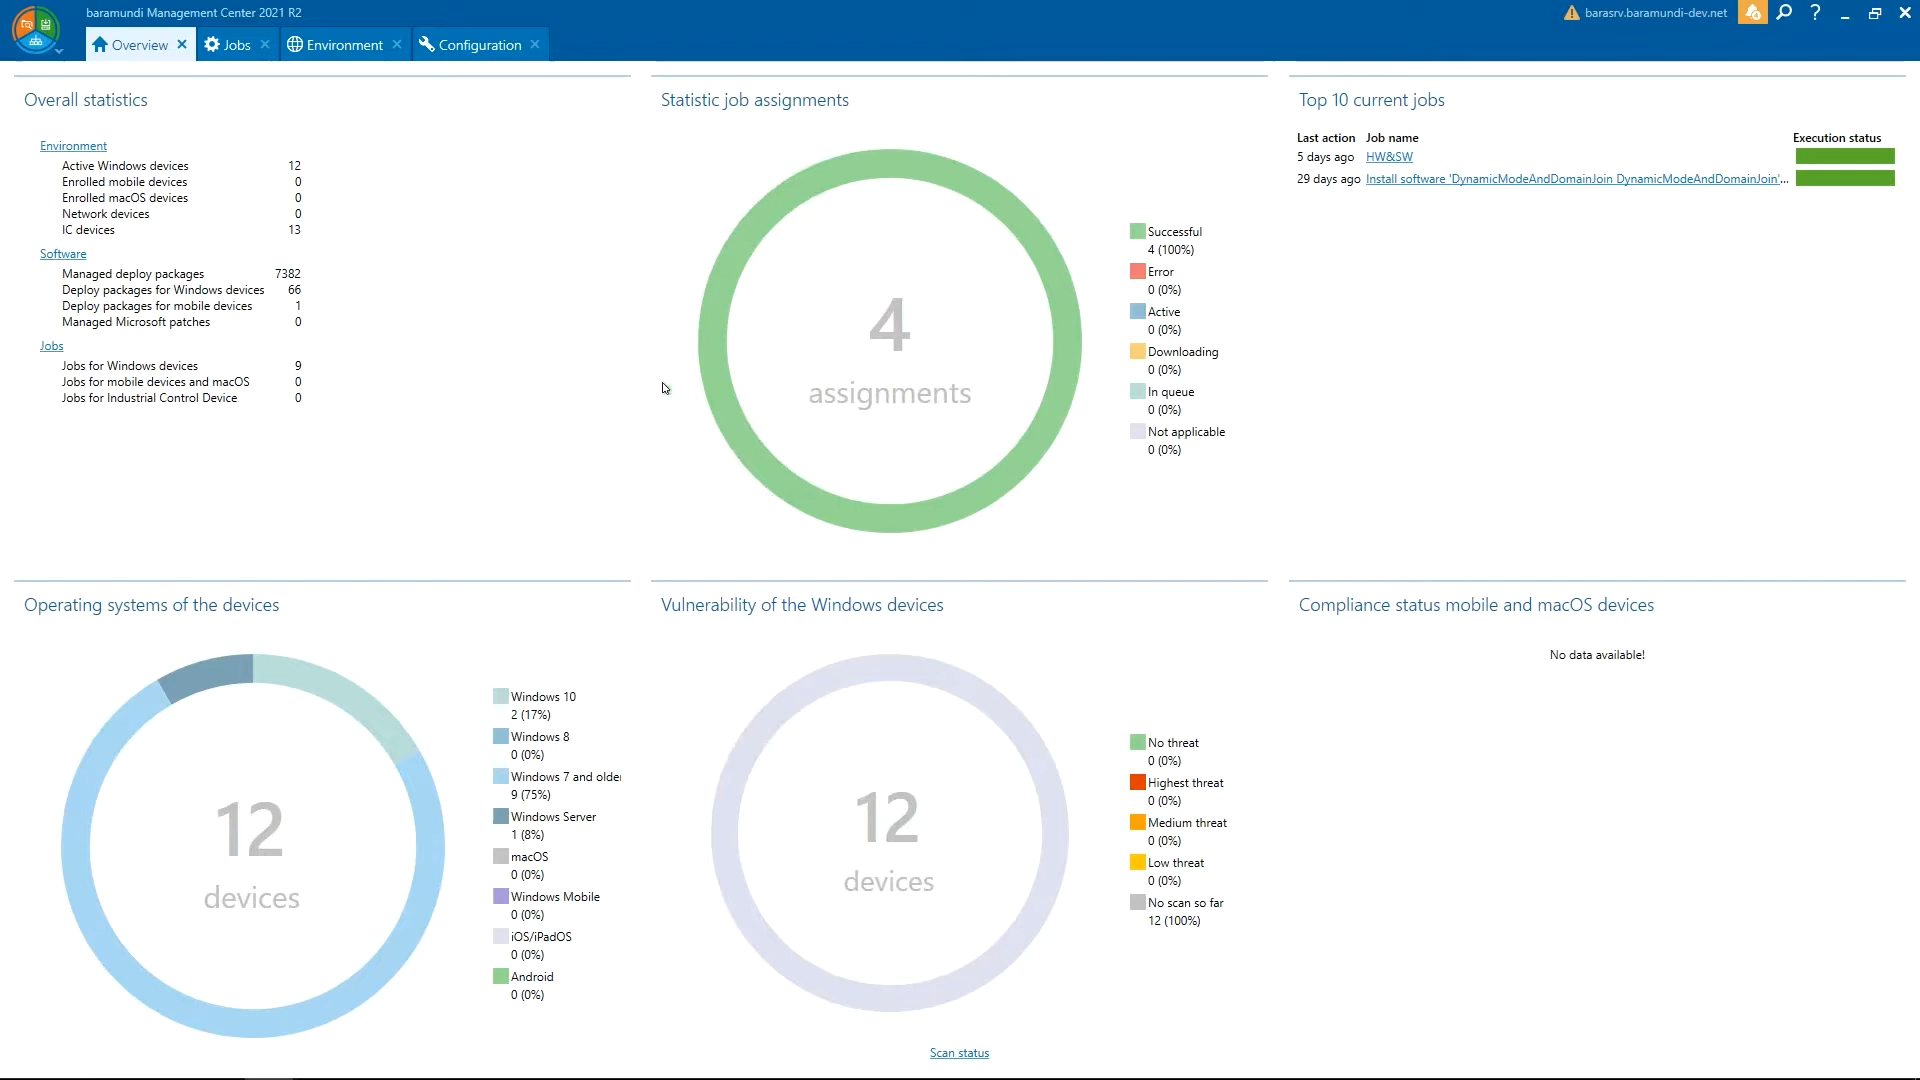 baramundi Management Center 2021 R2
barasrv.baramundi-dev.net
Overview
Jobs
Environment
Configuration
Overall statistics
Environment
Active Windows devices 12
Enrolled mobile devices 0
Enrolled macOS devices 0
Network devices 0
IC devices 13
Software
Managed deploy packages 7382
Deploy packages for Windows devices 66
Deploy packages for mobile devices 1
Managed Microsoft patches 0
Jobs
Jobs for Windows devices 9
Jobs for mobile devices and macOS 0
Jobs for Industrial Control Device 0
Statistic job assignments
4
assignments
Successful
4 (100%)
Error
0 (0%)
Active
0 (0%)
Downloading
0 (0%)
In queue
0 (0%)
Not applicable
0 (0%)
Top 10 current jobs
Last action Job name Execution status
5 days ago HW&SW
29 days ago Install software 'DynamicModeAndDomainJoin DynamicModeAndDomainJoin'...
Operating systems of the devices
12
devices
Windows 10
2 (17%)
Windows 8
0 (0%)
Windows 7 and older
9 (75%)
Windows Server
1 (8%)
macOS
0 (0%)
Windows Mobile
0 (0%)
iOS/iPadOS
0 (0%)
Android
0 (0%)
Vulnerability of the Windows devices
12
devices
No threat
0 (0%)
Highest threat
0 (0%)
Medium threat
0 (0%)
Low threat
0 (0%)
No scan so far
12 (100%)
Scan status
Compliance status mobile and macOS devices
No data available!